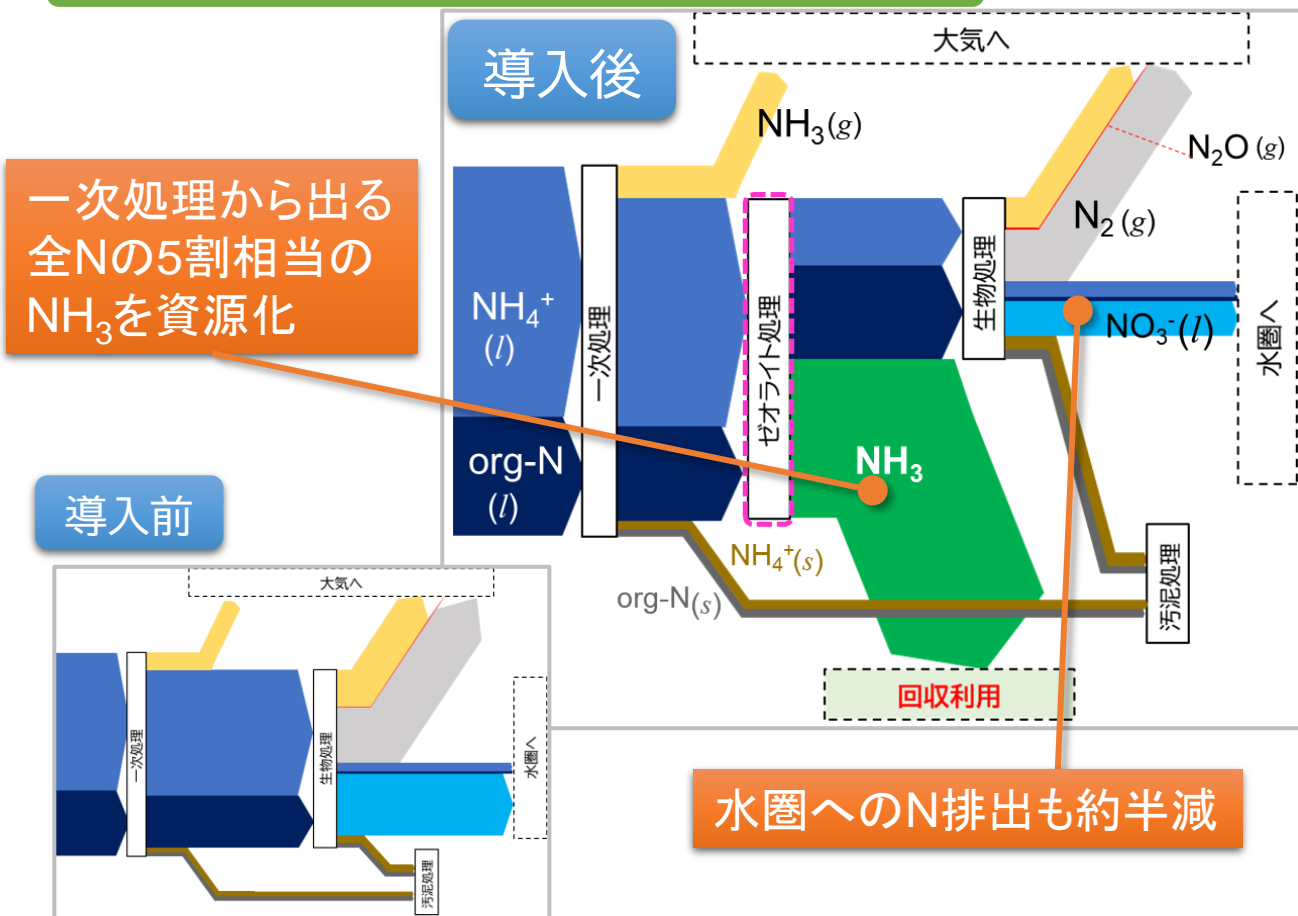 導入後
大気へ
NH₃(g)
N₂O (g)
N₂ (g)
一次処理から出る
全Nの5割相当の
NH₃を資源化
NH₄⁺
(l)
org-N
(l)
一次処理
ゼオライト処理
生物処理
NO₃⁻(l)
水圏へ
NH₃
NH₄⁺(s)
org-N(s)
汚泥処理
回収利用
水圏へのN排出も約半減
導入前
大気へ
一次処理
生物処理
水圏へ
汚泥処理